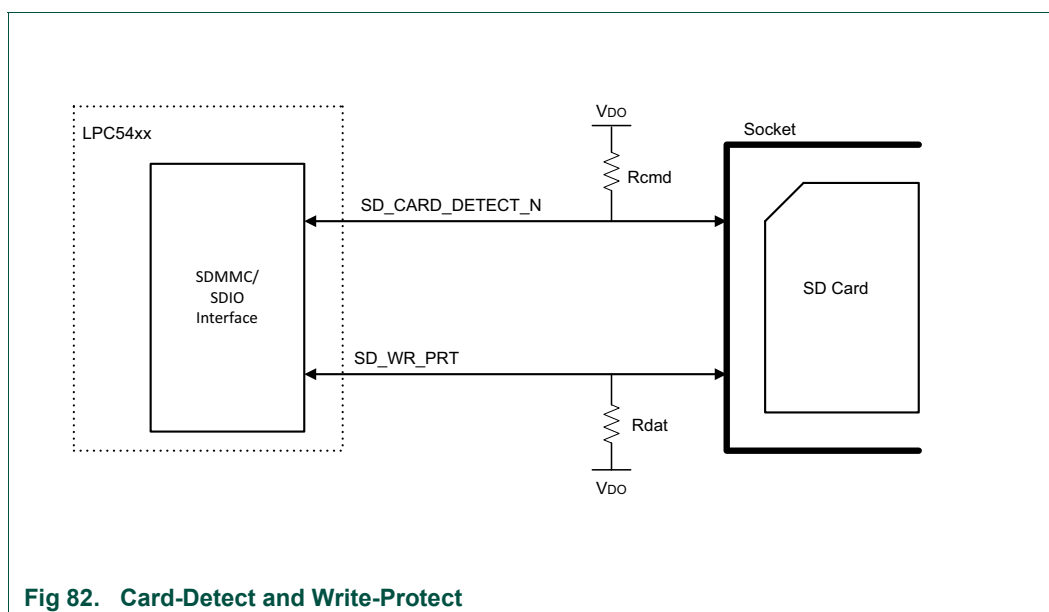 LPC54xx
VDO
Socket
Rcmd
SD_CARD_DETECT_N
SDMMC/
SDIO
Interface
SD Card
SD_WR_PRT
Rdat
VDO
Fig 82. Card-Detect and Write-Protect